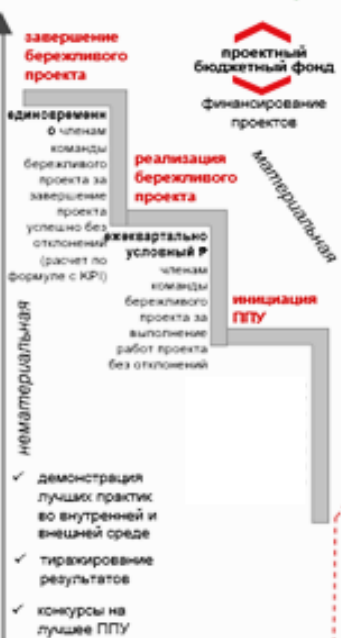 завершение
бережливого
проекта
проектный
бюджетный фонд
финансирование
проектов
материальная
единовременн
о членам
команды
бережливого
проекта за
завершение
проекта
успешно без
отклонений
(расчет по
формуле с KPI)
реализация
бережливого
проекта
ежеквартально
условный ₽
членам
команды
бережливого
проекта за
выполнение
работ проекта
без отклонений
инициация
ППУ
нематериальная
✓ демонстрация
лучших практик
во внутренней и
внешней среде
✓ тиражирование
результатов
✓ конкурсы на
лучшее ППУ